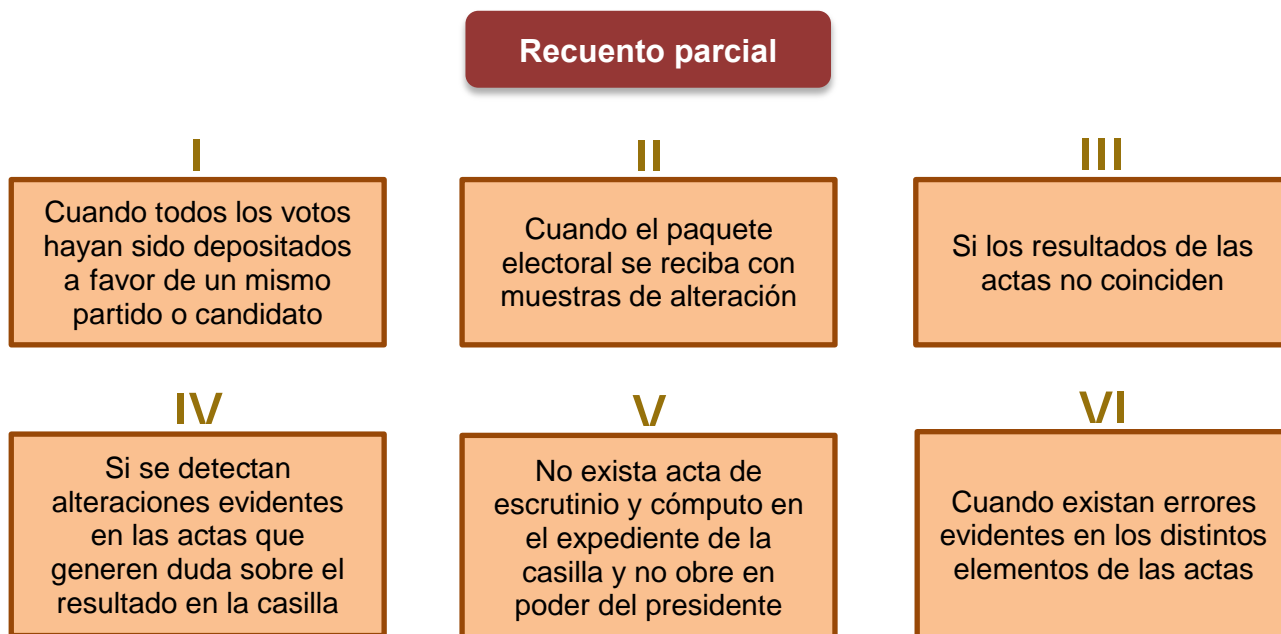 Recuento parcial
I
Cuando todos los votos
hayan sido depositados
a favor de un mismo
partido o candidato
II
Cuando el paquete
electoral se reciba con
muestras de alteración
III
Si los resultados de las
actas no coinciden
IV
Si se detectan
alteraciones evidentes
en las actas que
generen duda sobre el
resultado en la casilla
V
No exista acta de
escrutinio y cómputo en
el expediente de la
casilla y no obre en
poder del presidente
VI
Cuando existan errores
evidentes en los distintos
elementos de las actas